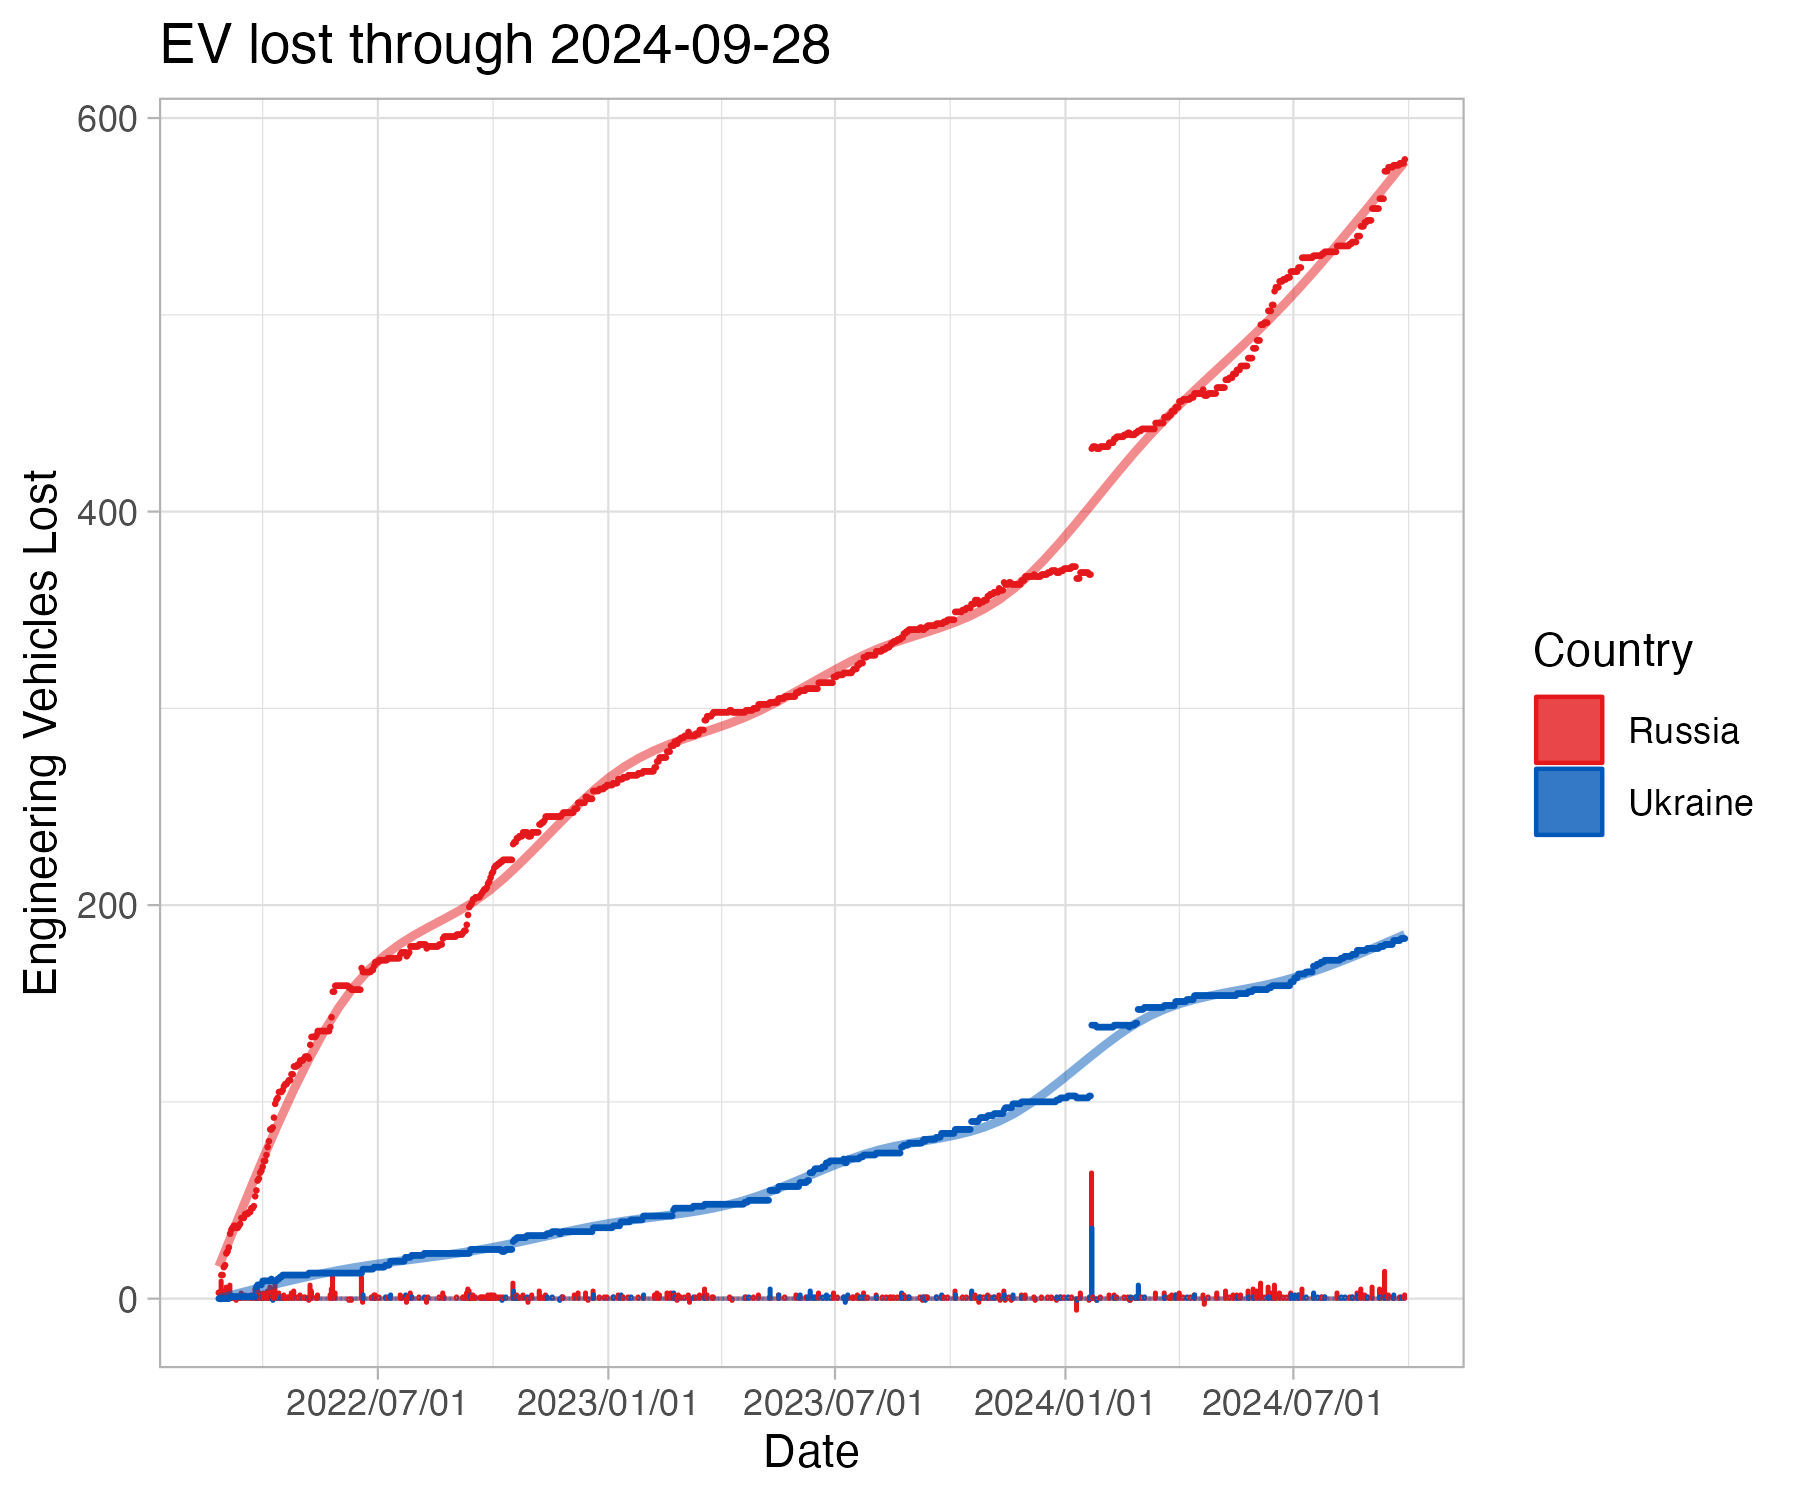 EV lost through 2024-09-28
Engineering Vehicles Lost
600
400
200
0
2022/07/01
2023/01/01
2023/07/01
2024/01/01
2024/07/01
Date
Country
Russia
Ukraine